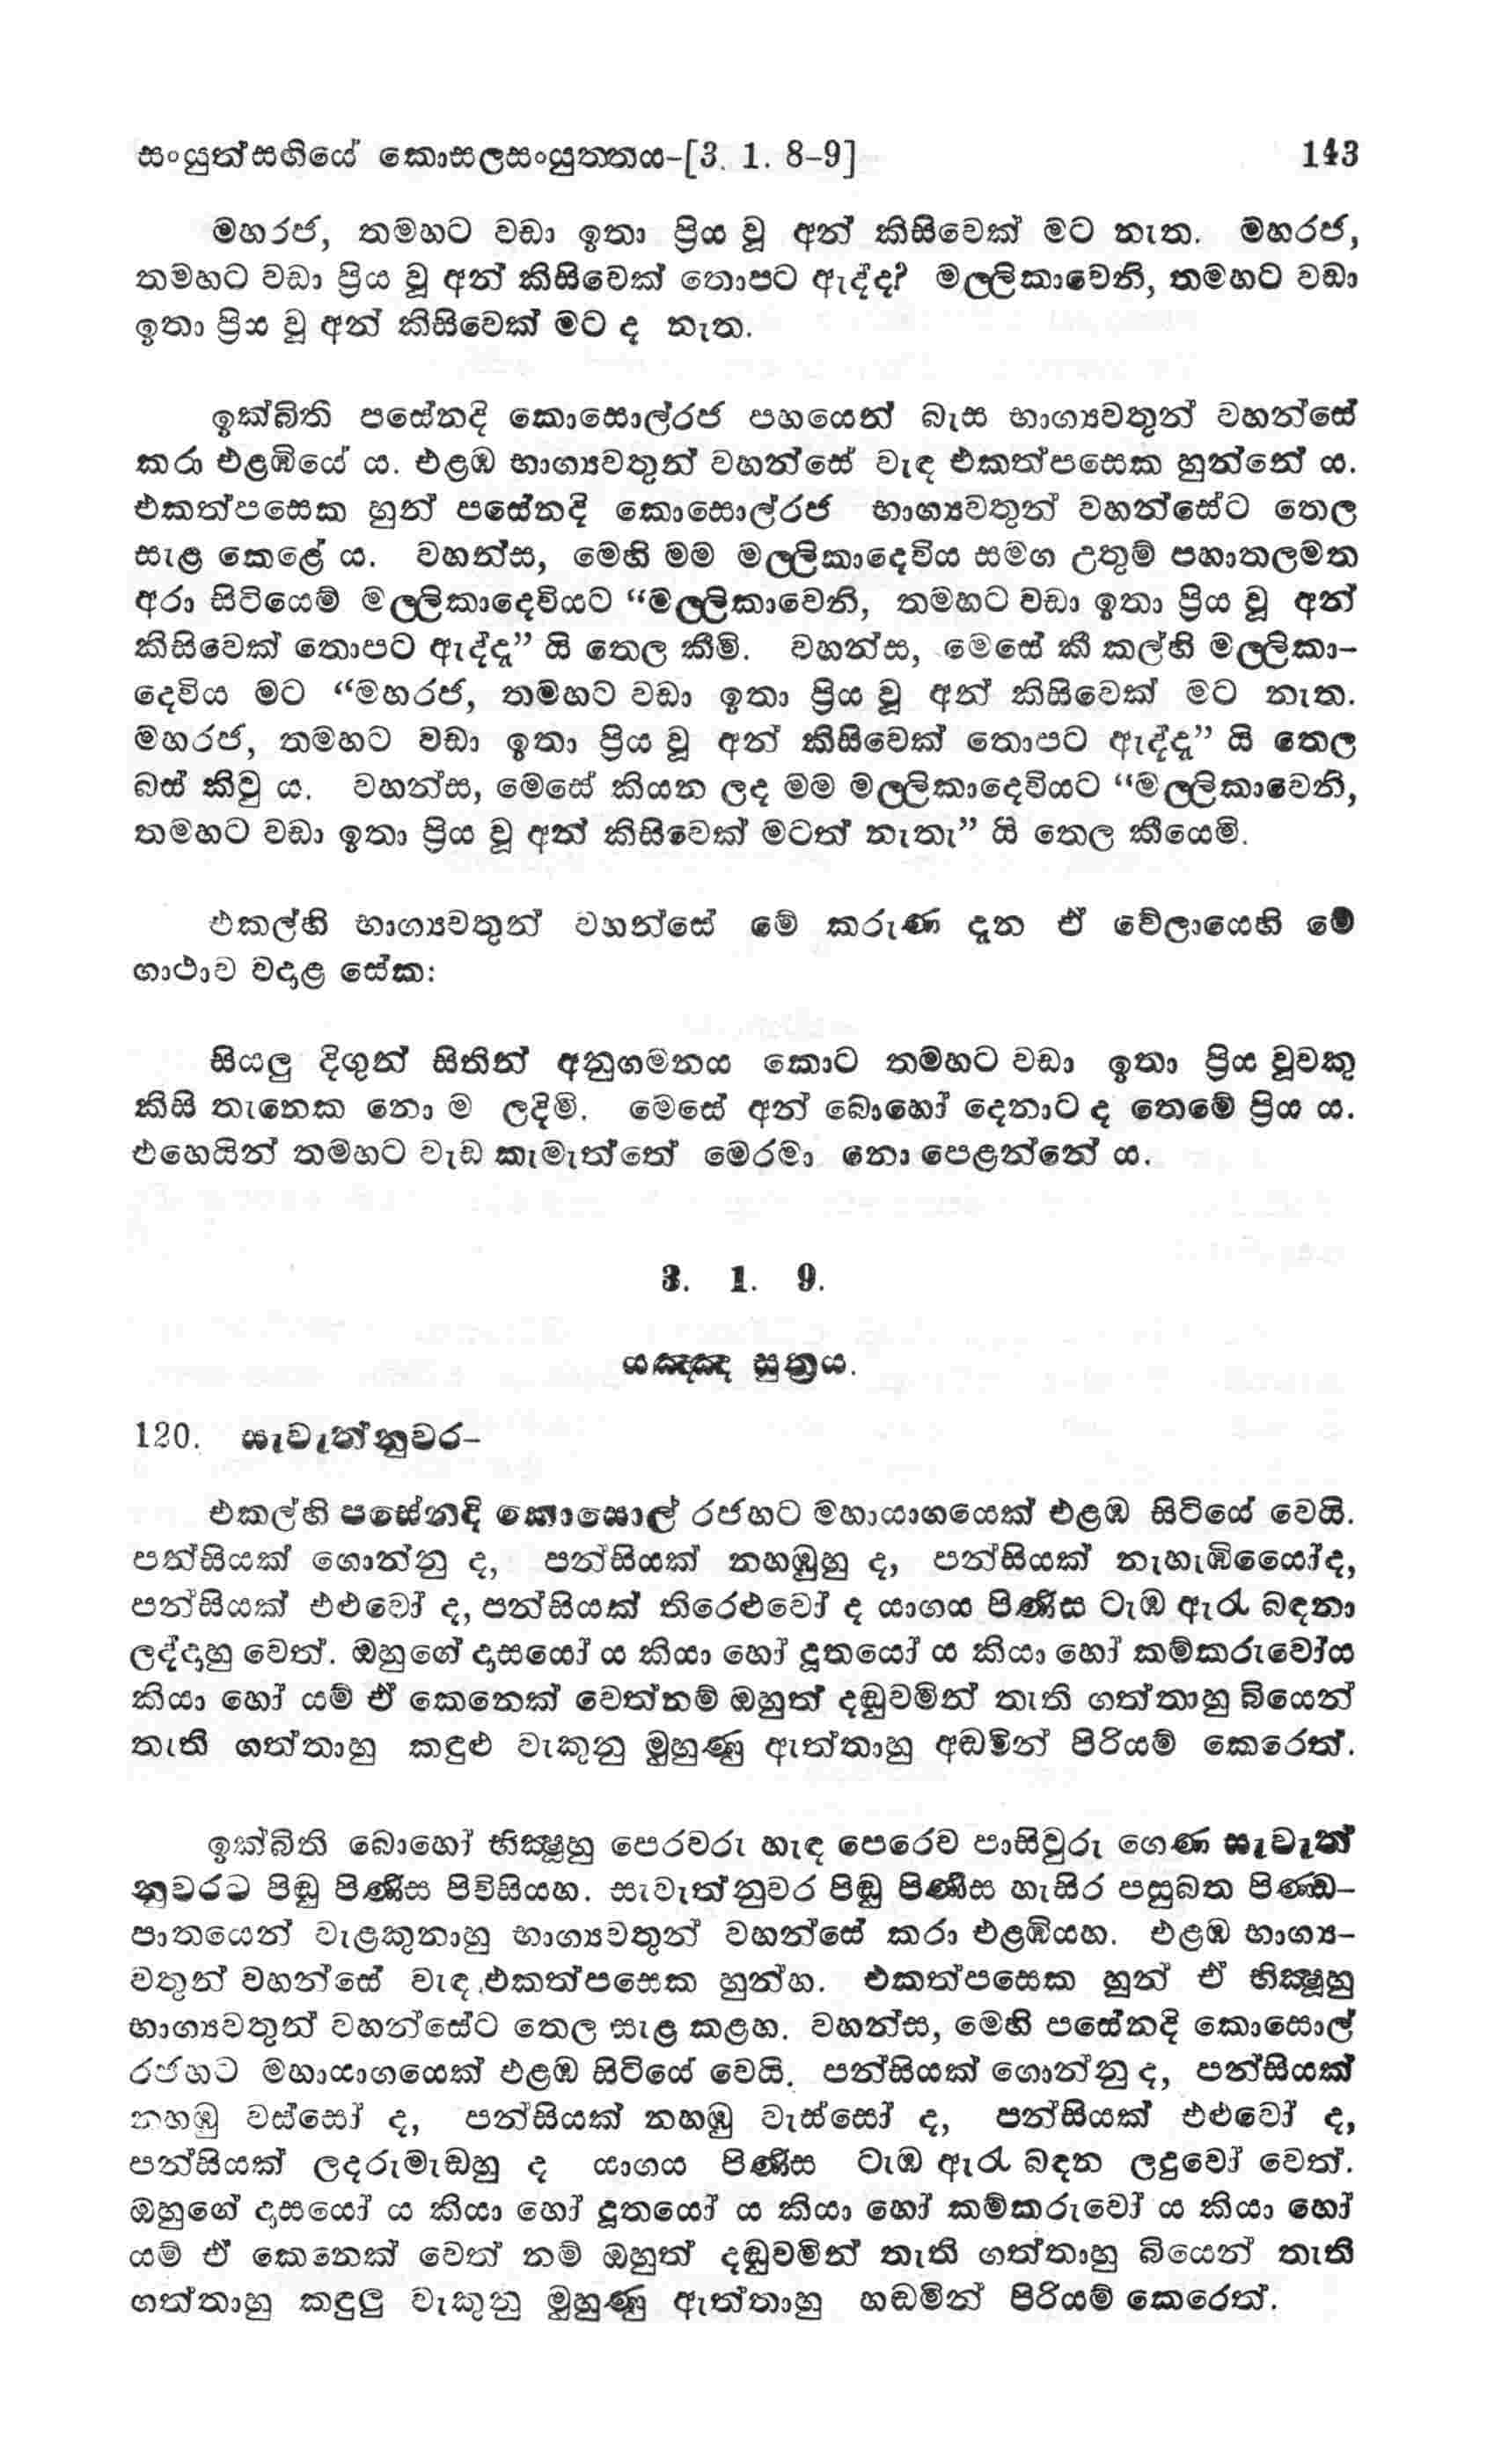 සංයුත්සඟියේ කොසලසංයුත්තය-[3. 1. 8-9] 143
මහරජ, තමහට වඩා ඉතා ප්‍රිය වූ අන් කිසිවෙක් මට නැත. මහරජ,
තමහට වඩා ප්‍රිය වූ අන් කිසිවෙක් තොපට ඇද්ද? මල්ලිකාවෙනි, තමහට වඩා
ඉතා ප්‍රිය වූ අන් කිසිවෙක් මට ද නැත.
ඉක්බිති පසේනදි කොසොල්රජ පහයෙන් බැස භාග්‍යවතුන් වහන්සේ
කරා එළඹියේ ය. එළඹ භාග්‍යවතුන් වහන්සේ වැඳ එකත්පසෙක හුන්නේ ය.
එකත්පසෙක හුන් පසේනදි කොසොල්රජ භාග්‍යවතුන් වහන්සේට තෙල
සැළ කෙළේ ය. වහන්ස, මෙහි මම මල්ලිකාදෙවිය සමග උතුම් පහාතලමත
අරා සිටියෙම් මල්ලිකාදෙවියට “මල්ලිකාවෙනි, තමහට වඩා ඉතා ප්‍රිය වූ අන්
කිසිවෙක් තොපට ඇද්දැ” යි තෙල කීමි. වහන්ස, මෙසේ කී කල්හි මල්ලිකා-
දෙවිය මට “මහරජ, තමහට වඩා ඉතා ප්‍රිය වූ අන් කිසිවෙක් මට නැත.
මහරජ, තමහට වඩා ඉතා ප්‍රිය වූ අන් කිසිවෙක් තොපට ඇද්දැ” යි තෙල
බස් කිවු ය. වහන්ස, මෙසේ කියන ලද මම මල්ලිකාදෙවියට “මල්ලිකාවෙනි,
තමහට වඩා ඉතා ප්‍රිය වූ අන් කිසිවෙක් මටත් නැතැ” යි තෙල කීයෙමි.
එකල්හි භාග්‍යවතුන් වහන්සේ මේ කරුණ දැන ඒ වේලායෙහි මේ
ගාථාව වදාළ සේක:
සියලු දිගුන් සිතින් අනුගමනය කොට තමහට වඩා ඉතා ප්‍රිය වූවකු
කිසි තැනෙක නො ම ලදිමි. මෙසේ අන් බොහෝ දෙනාට ද තෙමේ ප්‍රිය ය.
එහෙයින් තමහට වැඩ කැමැත්තේ මෙරමා නො පෙළන්නේ ය.
3. 1. 9.
යඤ්ඤ සූත්‍රය.
120. සැවැත්නුවර-
එකල්හි පසේනදි කොසොල් රජහට මහායාගයෙක් එළඹ සිටියේ වෙයි.
පන්සියක් ගොන්නු ද, පන්සියක් නහඹුහු ද, පන්සියක් නැහැඹියෝද,
පන්සියක් එළුවෝ ද, පන්සියක් තිරෙළුවෝ ද යාගය පිණිස ටැඹ ඇරැ බඳනා
ලද්දාහු වෙත්. ඔහුගේ දාසයෝ ය කියා හෝ දූතයෝ ය කියා හෝ කම්කරුවෝය
කියා හෝ යම් ඒ කෙනෙක් වෙත්නම් ඔහුත් දඬුවමින් තැති ගත්තාහු බියෙන්
තැති ගත්තාහු කඳුළු වැකුනු මුහුණු ඇත්තාහු අඬමින් පිරියම් කෙරෙත්.
ඉක්බිති බොහෝ භික්‍ෂූහු පෙරවරු හැඳ පෙරෙව පාසිවුරු ගෙණ සැවැත්
නුවරට පිඬු පිණිස පිවිසියහ. සැවැත්නුවර පිඬු පිණිස හැසිර පසුබත පිණ්ඩ-
පාතයෙන් වැළකුනාහු භාග්‍යවතුන් වහන්සේ කරා එළඹියහ. එළඹ භාග්‍ය-
වතුන් වහන්සේ වැඳ එකත්පසෙක හුන්හ. එකත්පසෙක හුන් ඒ භික්‍ෂූහු
භාග්‍යවතුන් වහන්සේට තෙල සැළ කළහ. වහන්ස, මෙහි පසේනදි කොසොල්
රජහට මහායාගයෙක් එළඹ සිටියේ වෙයි. පන්සියක් ගොන්නු ද, පන්සියක්
නහඹු වස්සෝ ද, පන්සියක් නහඹු වැස්සෝ ද, පන්සියක් එළුවෝ ද,
පන්සියක් ලදරුමැඬහු ද යාගය පිණිස ටැඹ ඇරැ බඳන ලදුවෝ වෙත්.
ඔහුගේ දාසයෝ ය කියා හෝ දූතයෝ ය කියා හෝ කම්කරුවෝ ය කියා හෝ
යම් ඒ කෙනෙක් වෙත් නම් ඔහුත් දඬුවමින් තැති ගත්තාහු බියෙන් තැති
ගත්තාහු කඳුලු වැකුනු මුහුණු ඇත්තාහු හඬමින් පිරියම් කෙරෙත්.